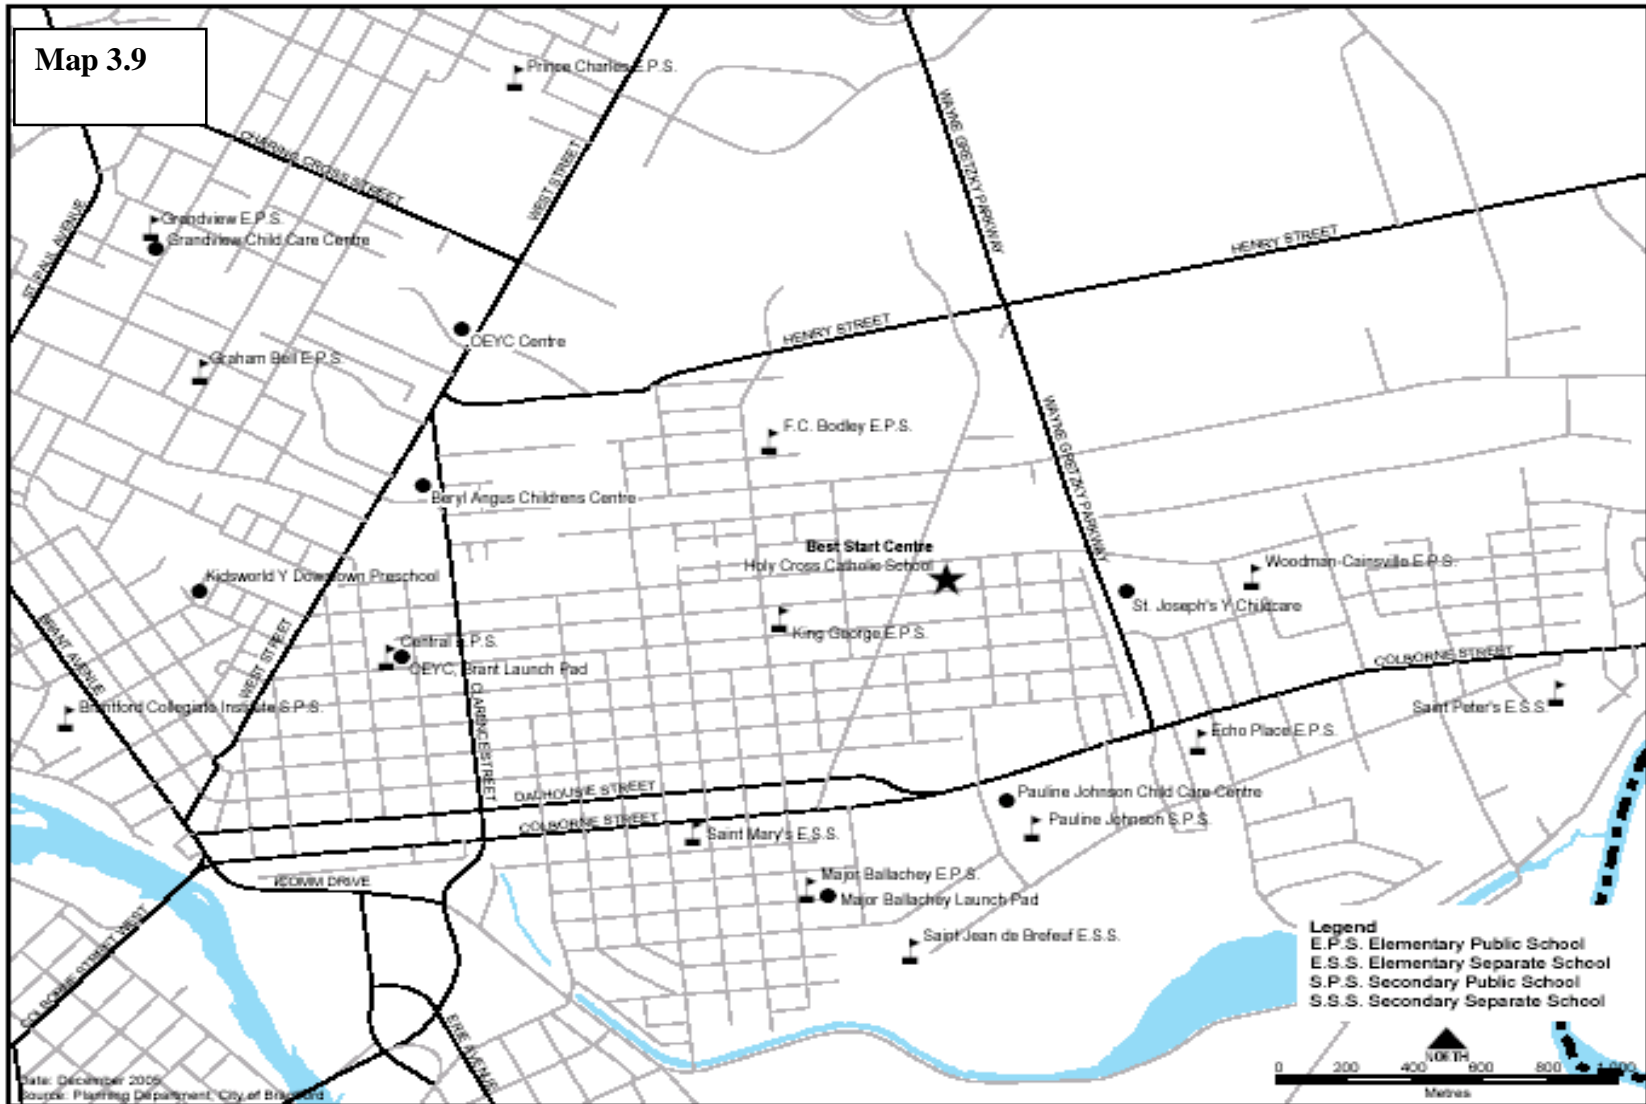 Map 3.9
Prince Charles E.P.S.
CHARING CROSS STREET
WEST STREET
WAYNE GRETZKY PARKWAY
ST.PAUL AVENUE
Grandview E.P.S.
Grandview Child Care Centre
HENRY STREET
HENRY STREET
OEYC Centre
Graham Bell E.P.S.
F.C. Bodley E.P.S.
WAYNE GRETZKY PARKWAY
Beryl Angus Childrens Centre
Best Start Centre
Holy Cross Catholic School
Woodman-Cainsville E.P.S.
Kidsworld Y Downtown Preschool
St. Joseph's Y Childcare
BRANT AVENUE
WEST STREET
Central E.P.S.
OEYC, Brant Launch Pad
King George E.P.S.
COLBORNE STREET
Brantford Collegiate Institute S.P.S.
CLARENCE STREET
Saint Peter's E.S.S.
Echo Place E.P.S.
DALHOUSIE STREET
COLBORNE STREET
Pauline Johnson Child Care Centre
Pauline Johnson S.P.S.
Saint Mary's E.S.S.
ICOMM DRIVE
Major Ballachey E.P.S.
Major Ballachey Launch Pad
COLBORNE STREET WEST
Saint Jean de Brefeuf E.S.S.
ERIE AVENUE
Legend
E.P.S. Elementary Public School
E.S.S. Elementary Separate School
S.P.S. Secondary Public School
S.S.S. Secondary Separate School
NORTH
0 200 400 600 800 1,000
Metres
Date: December 2005
Source: Planning Department, City of Brantford